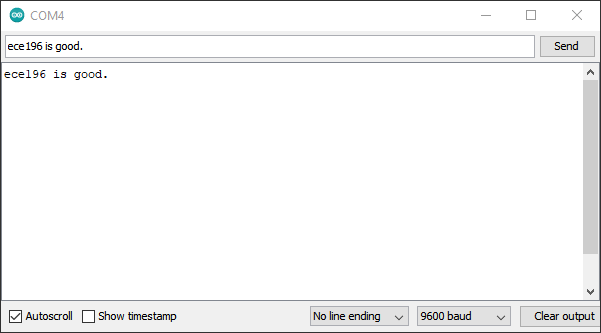 COM4
ece196 is good.
Send
ece196 is good.
Autoscroll
Show timestamp
No line ending
9600 baud
Clear output